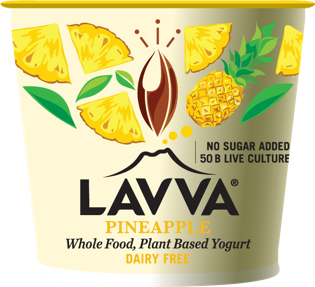 NO SUGAR ADDED
50 B LIVE CULTURE
LAVVA®
PINEAPPLE
Whole Food, Plant Based Yogurt
DAIRY FREE